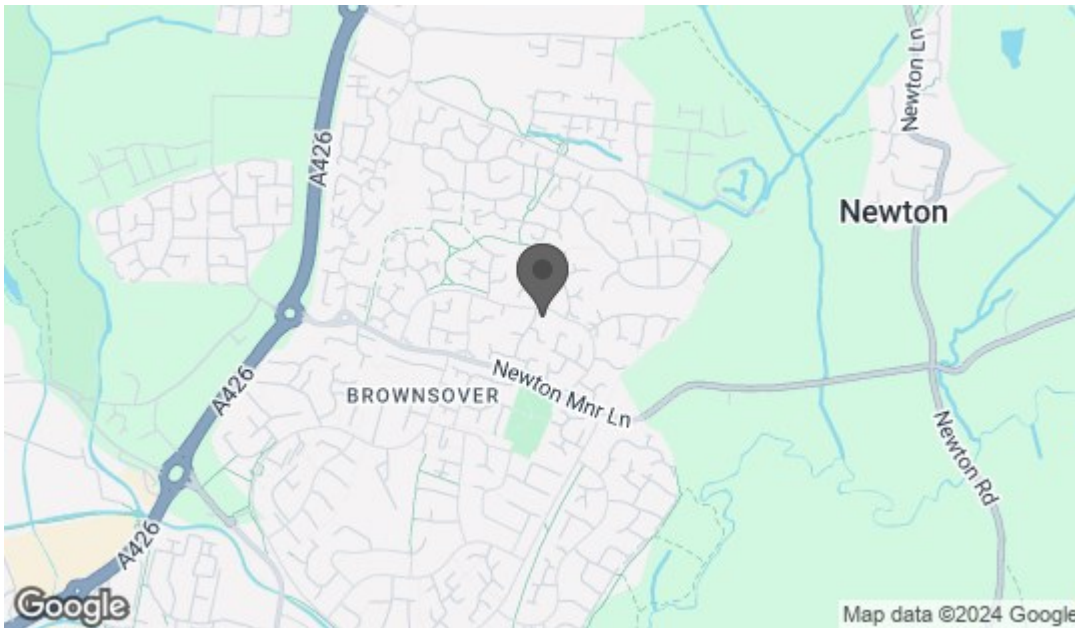 Newton Ln
A426
Newton
A426
Newton Mnr Ln
BROWNSOVER
Newton Rd
A426
Google
Map data ©2024 Google